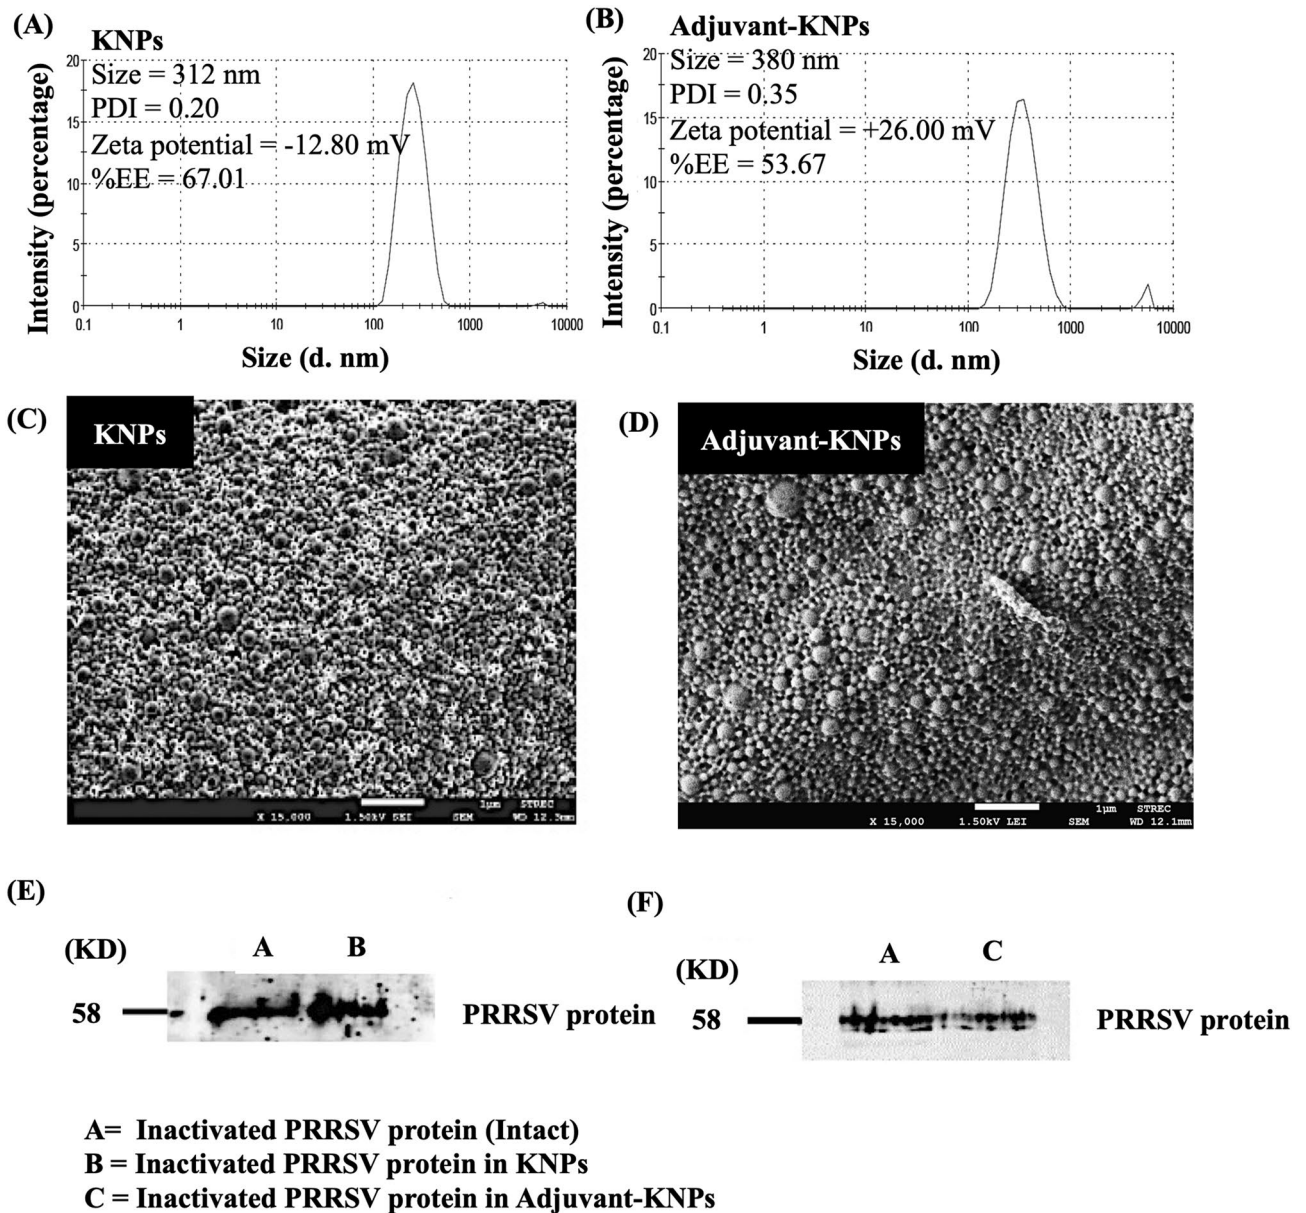 (A)
KNPs
Size = 312 nm
PDI = 0.20
Zeta potential = -12.80 mV
%EE = 67.01
Intensity (percentage)
20
15
10
5
0
0.1 1 10 100 1000 10000
Size (d. nm)
(B)
Adjuvant-KNPs
Size = 380 nm
PDI = 0.35
Zeta potential = +26.00 mV
%EE = 53.67
Intensity (percentage)
20
15
10
5
0
0.1 1 10 100 1000 10000
Size (d. nm)
(C)
KNPs
1µm STREC
X 15,000 1.50kV SEI SEM WD 12.3mm
(D)
Adjuvant-KNPs
1µm STREC
X 15,000 1.50kV LEI SEM WD 12.1mm
(E)
(KD) A B
58 PRRSV protein
(F)
(KD) A C
58 PRRSV protein
A= Inactivated PRRSV protein (Intact)
B = Inactivated PRRSV protein in KNPs
C = Inactivated PRRSV protein in Adjuvant-KNPs